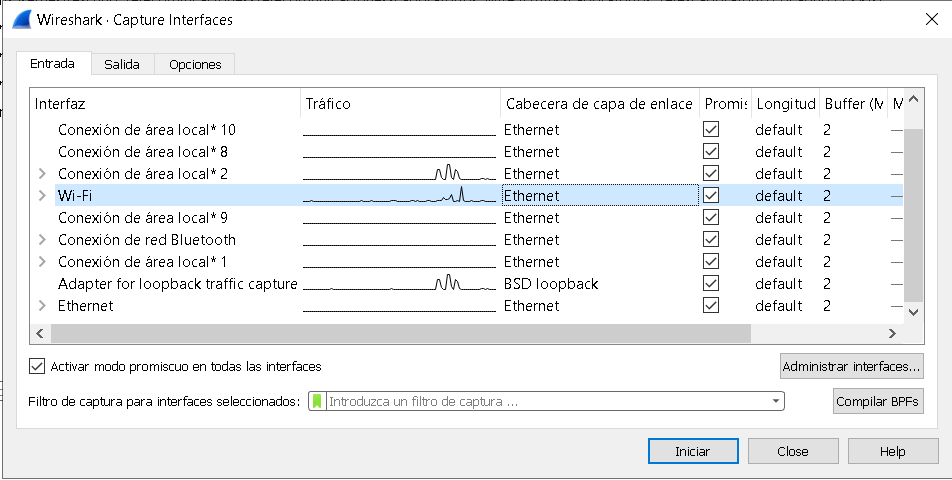 Wireshark · Capture Interfaces
Entrada Salida Opciones
Interfaz Tráfico Cabecera de capa de enlace Promis Longitud Buffer (M M
Conexión de área local* 10 Ethernet default 2 —
Conexión de área local* 8 Ethernet default 2 —
Conexión de área local* 2 Ethernet default 2 —
Wi-Fi Ethernet default 2 —
Conexión de área local* 9 Ethernet default 2 —
Conexión de red Bluetooth Ethernet default 2 —
Conexión de área local* 1 Ethernet default 2 —
Adapter for loopback traffic capture BSD loopback default 2 —
Ethernet Ethernet default 2 —
Activar modo promiscuo en todas las interfaces
Administrar interfaces...
Filtro de captura para interfaces seleccionados: Introduzca un filtro de captura ... Compilar BPFs
Iniciar Close Help